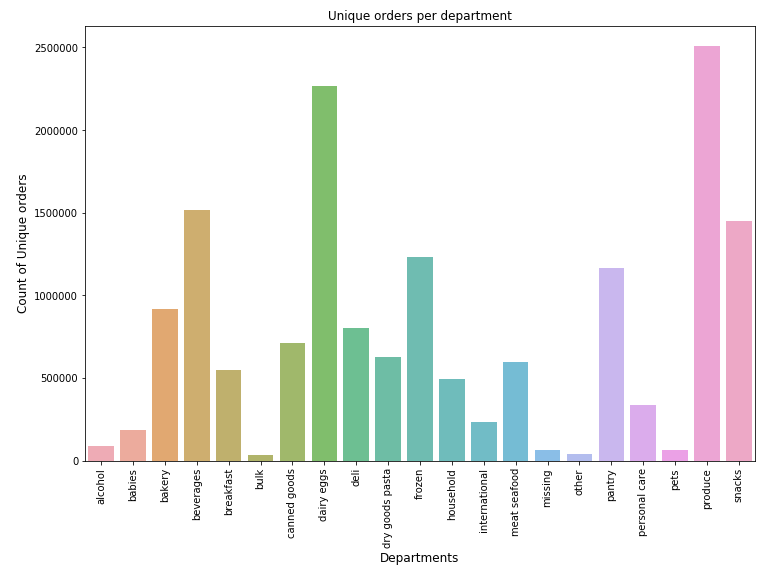 Unique orders per department
Count of Unique orders
2500000
2000000
1500000
1000000
500000
0
alcohol
babies
bakery
beverages
breakfast
bulk
canned goods
dairy eggs
deli
dry goods pasta
frozen
household
international
meat seafood
missing
other
pantry
personal care
pets
produce
snacks
Departments